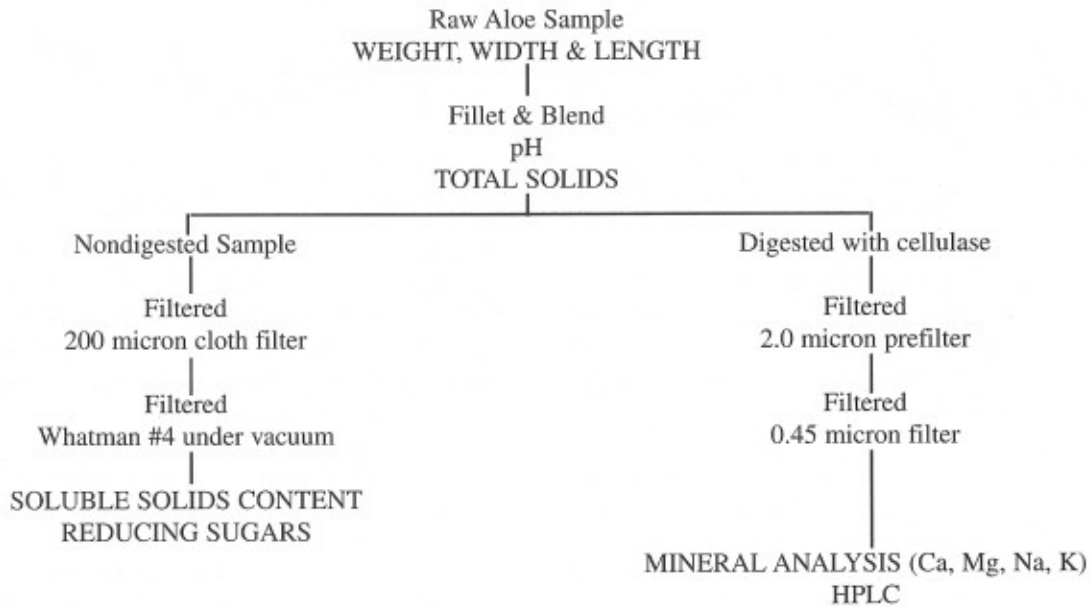 Raw Aloe Sample
WEIGHT, WIDTH & LENGTH
Fillet & Blend
pH
TOTAL SOLIDS
Nondigested Sample
Filtered
200 micron cloth filter
Filtered
Whatman #4 under vacuum
SOLUBLE SOLIDS CONTENT
REDUCING SUGARS
Digested with cellulase
Filtered
2.0 micron prefilter
Filtered
0.45 micron filter
MINERAL ANALYSIS (Ca, Mg, Na, K)
HPLC